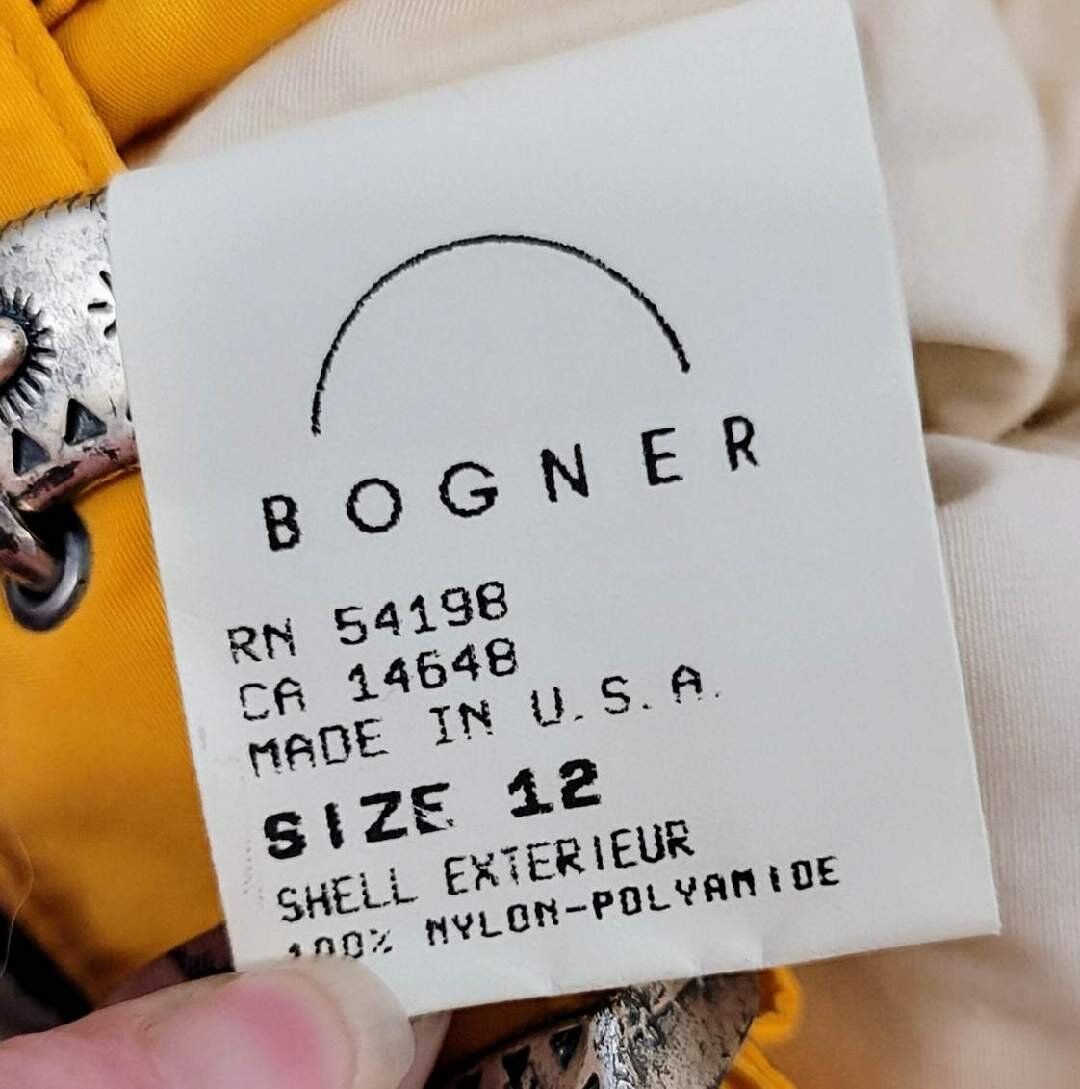 BOGNER
RN 54198
CA 14648
MADE IN U.S.A.
SIZE 12
SHELL EXTERIEUR
100% NYLON-POLYAMIDE